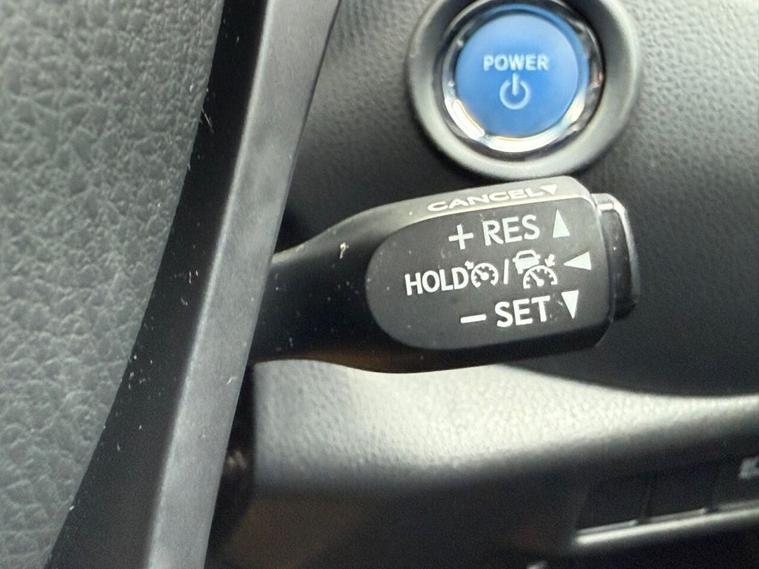 POWER
CANCEL
+ RES
HOLD /
− SET